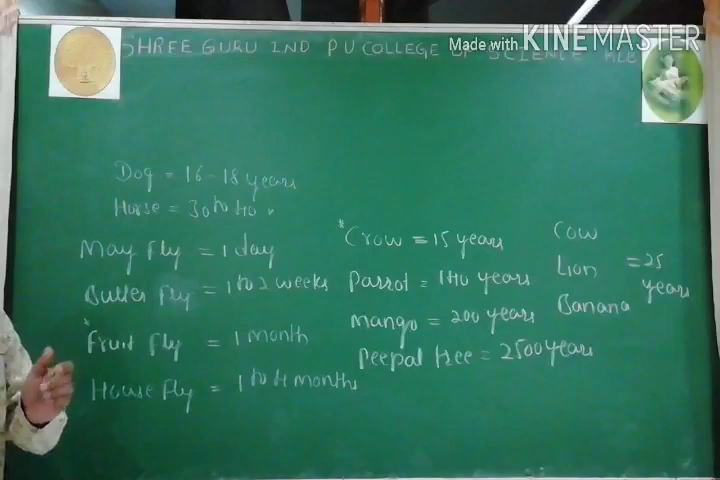 Made with KINEMASTER
SHREE GURU IND PU COLLEGE OF SCIENCE KLB
Dog = 16-18 years
Horse = 30 to 40 "
May Fly = 1 day
Butter Fly = 1 to 2 weeks
* Fruit Fly = 1 month
House Fly = 1 to 4 months
* Crow = 15 years
Parrot = 140 years
Mango = 200 years
Peepal tree = 2500 years
Cow
Lion = 25 years
Banana